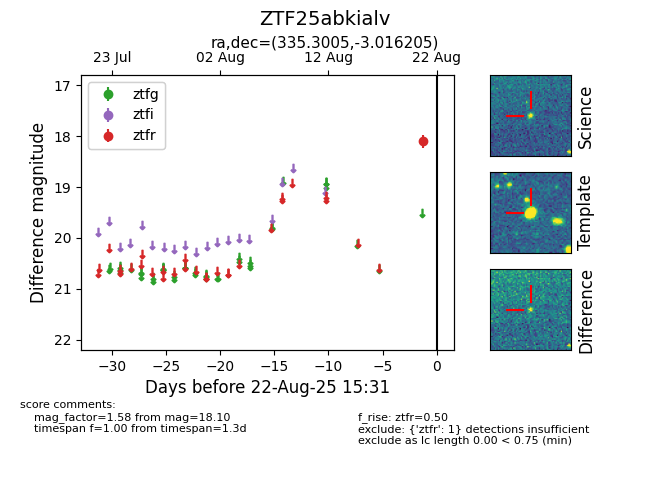 ZTF25abkialv
ra,dec=(335.3005,-3.016205)
23 Jul
02 Aug
12 Aug
22 Aug
ztfg
ztfi
ztfr
17
18
19
20
21
22
Difference magnitude
−30
−25
−20
−15
−10
−5
0
Days before 22-Aug-25 15:31
Science
Template
Difference
score comments:
mag_factor=1.58 from mag=18.10
timespan f=1.00 from timespan=1.3d
f_rise: ztfr=0.50
exclude: {'ztfr': 1} detections insufficient
exclude as lc length 0.00 < 0.75 (min)